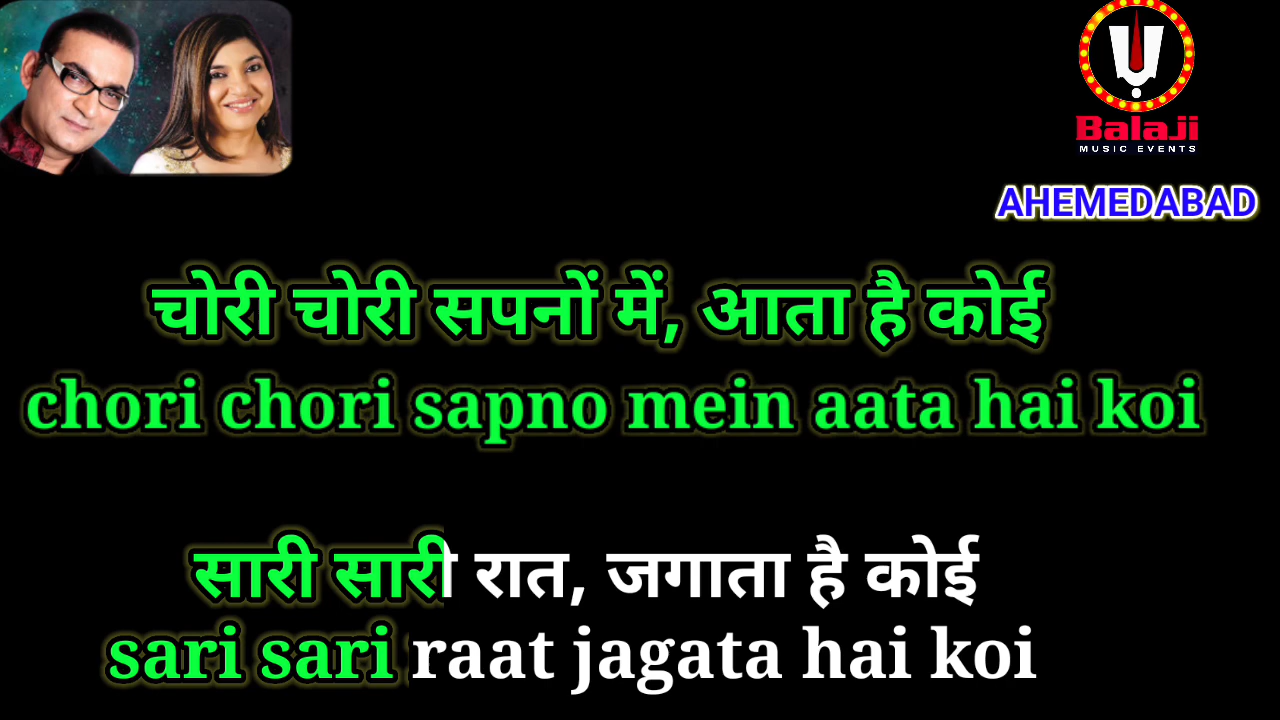 Balaji
MUSIC EVENTS
AHEMEDABAD
चोरी चोरी सपनों में, आता है कोई
chori chori sapno mein aata hai koi
सारी सारी रात, जगाता है कोई
sari sari raat jagata hai koi